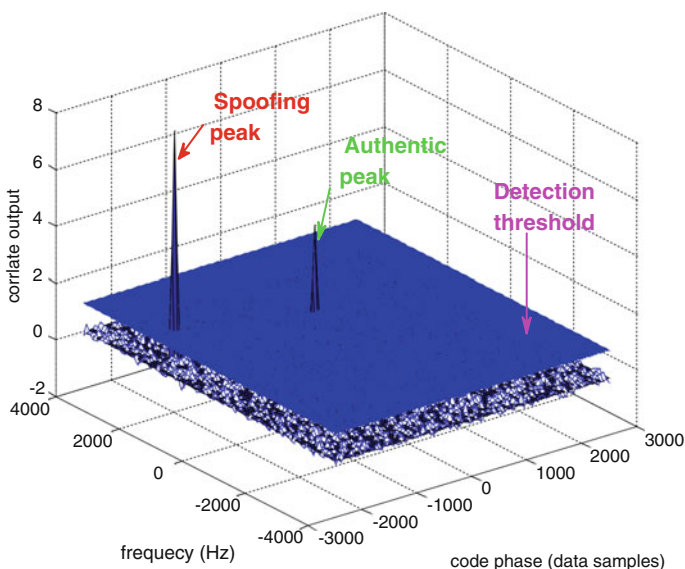 8
6
4
2
0
-2
corrlate output
Spoofing
peak
Authentic
peak
Detection
threshold
4000
2000
0
-2000
-4000
frequecy (Hz)
-3000
-2000
-1000
0
1000
2000
3000
code phase (data samples)